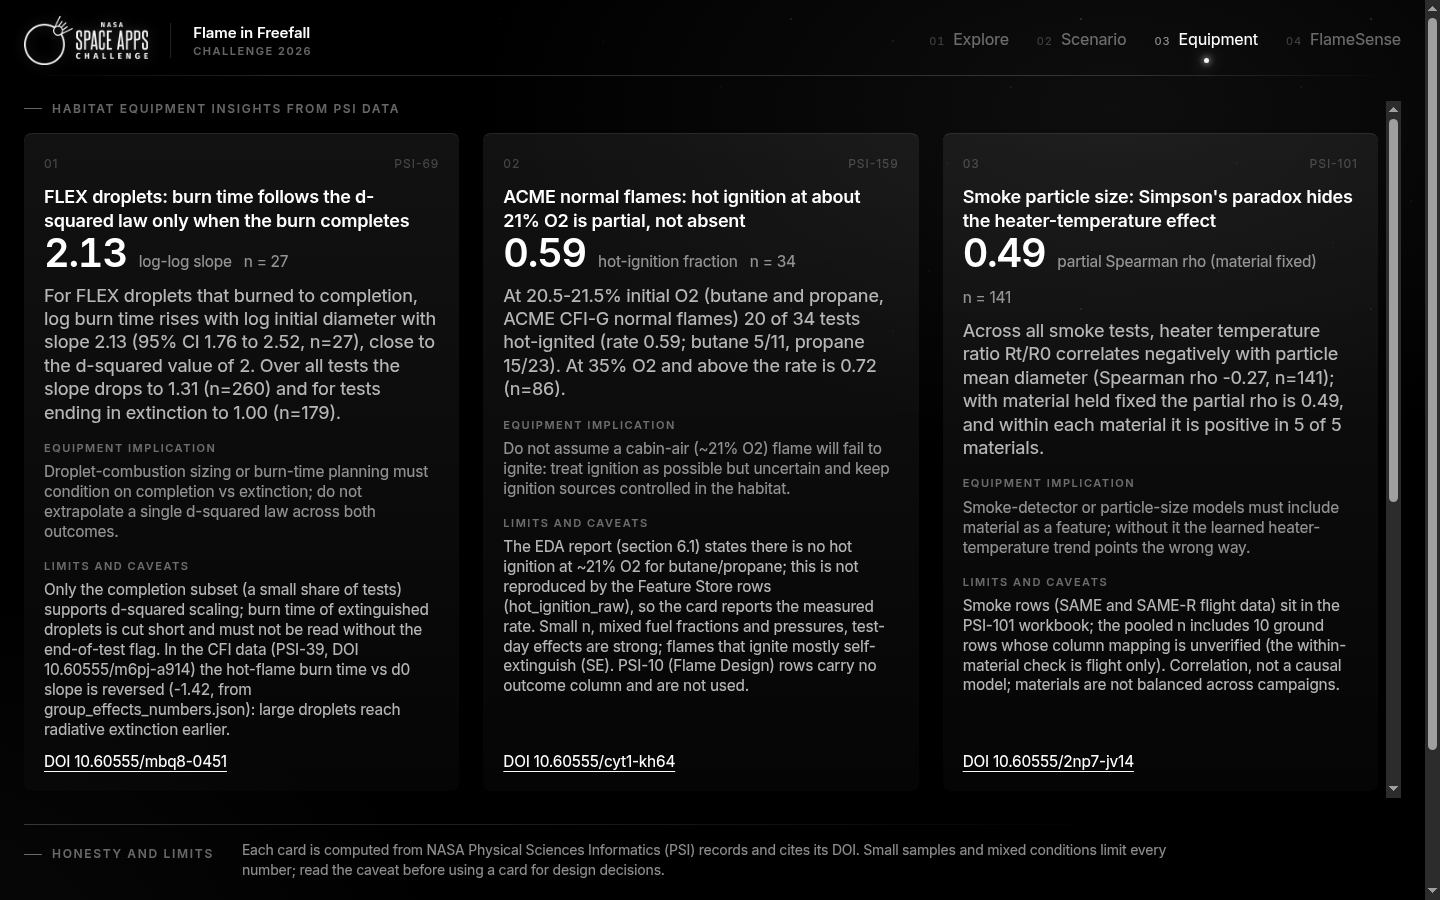 NASA
SPACE APPS
CHALLENGE
Flame in Freefall
CHALLENGE 2026
01 Explore
02 Scenario
03 Equipment
04 FlameSense
HABITAT EQUIPMENT INSIGHTS FROM PSI DATA
01 PSI-69
FLEX droplets: burn time follows the d-
squared law only when the burn completes
2.13 log-log slope n = 27
For FLEX droplets that burned to completion,
log burn time rises with log initial diameter with
slope 2.13 (95% CI 1.76 to 2.52, n=27), close to
the d-squared value of 2. Over all tests the
slope drops to 1.31 (n=260) and for tests
ending in extinction to 1.00 (n=179).
EQUIPMENT IMPLICATION
Droplet-combustion sizing or burn-time planning must
condition on completion vs extinction; do not
extrapolate a single d-squared law across both
outcomes.
LIMITS AND CAVEATS
Only the completion subset (a small share of tests)
supports d-squared scaling; burn time of extinguished
droplets is cut short and must not be read without the
end-of-test flag. In the CFI data (PSI-39, DOI
10.60555/m6pj-a914) the hot-flame burn time vs d0
slope is reversed (-1.42, from
group_effects_numbers.json): large droplets reach
radiative extinction earlier.
DOI 10.60555/mbq8-0451
02 PSI-159
ACME normal flames: hot ignition at about
21% O2 is partial, not absent
0.59 hot-ignition fraction n = 34
At 20.5-21.5% initial O2 (butane and propane,
ACME CFI-G normal flames) 20 of 34 tests
hot-ignited (rate 0.59; butane 5/11, propane
15/23). At 35% O2 and above the rate is 0.72
(n=86).
EQUIPMENT IMPLICATION
Do not assume a cabin-air (~21% O2) flame will fail to
ignite: treat ignition as possible but uncertain and keep
ignition sources controlled in the habitat.
LIMITS AND CAVEATS
The EDA report (section 6.1) states there is no hot
ignition at ~21% O2 for butane/propane; this is not
reproduced by the Feature Store rows
(hot_ignition_raw), so the card reports the measured
rate. Small n, mixed fuel fractions and pressures, test-
day effects are strong; flames that ignite mostly self-
extinguish (SE). PSI-10 (Flame Design) rows carry no
outcome column and are not used.
DOI 10.60555/cyt1-kh64
03 PSI-101
Smoke particle size: Simpson's paradox hides
the heater-temperature effect
0.49 partial Spearman rho (material fixed)
n = 141
Across all smoke tests, heater temperature
ratio Rt/R0 correlates negatively with particle
mean diameter (Spearman rho -0.27, n=141);
with material held fixed the partial rho is 0.49,
and within each material it is positive in 5 of 5
materials.
EQUIPMENT IMPLICATION
Smoke-detector or particle-size models must include
material as a feature; without it the learned heater-
temperature trend points the wrong way.
LIMITS AND CAVEATS
Smoke rows (SAME and SAME-R flight data) sit in the
PSI-101 workbook; the pooled n includes 10 ground
rows whose column mapping is unverified (the within-
material check is flight only). Correlation, not a causal
model; materials are not balanced across campaigns.
DOI 10.60555/2np7-jv14
HONESTY AND LIMITS
Each card is computed from NASA Physical Sciences Informatics (PSI) records and cites its DOI. Small samples and mixed conditions limit every
number; read the caveat before using a card for design decisions.